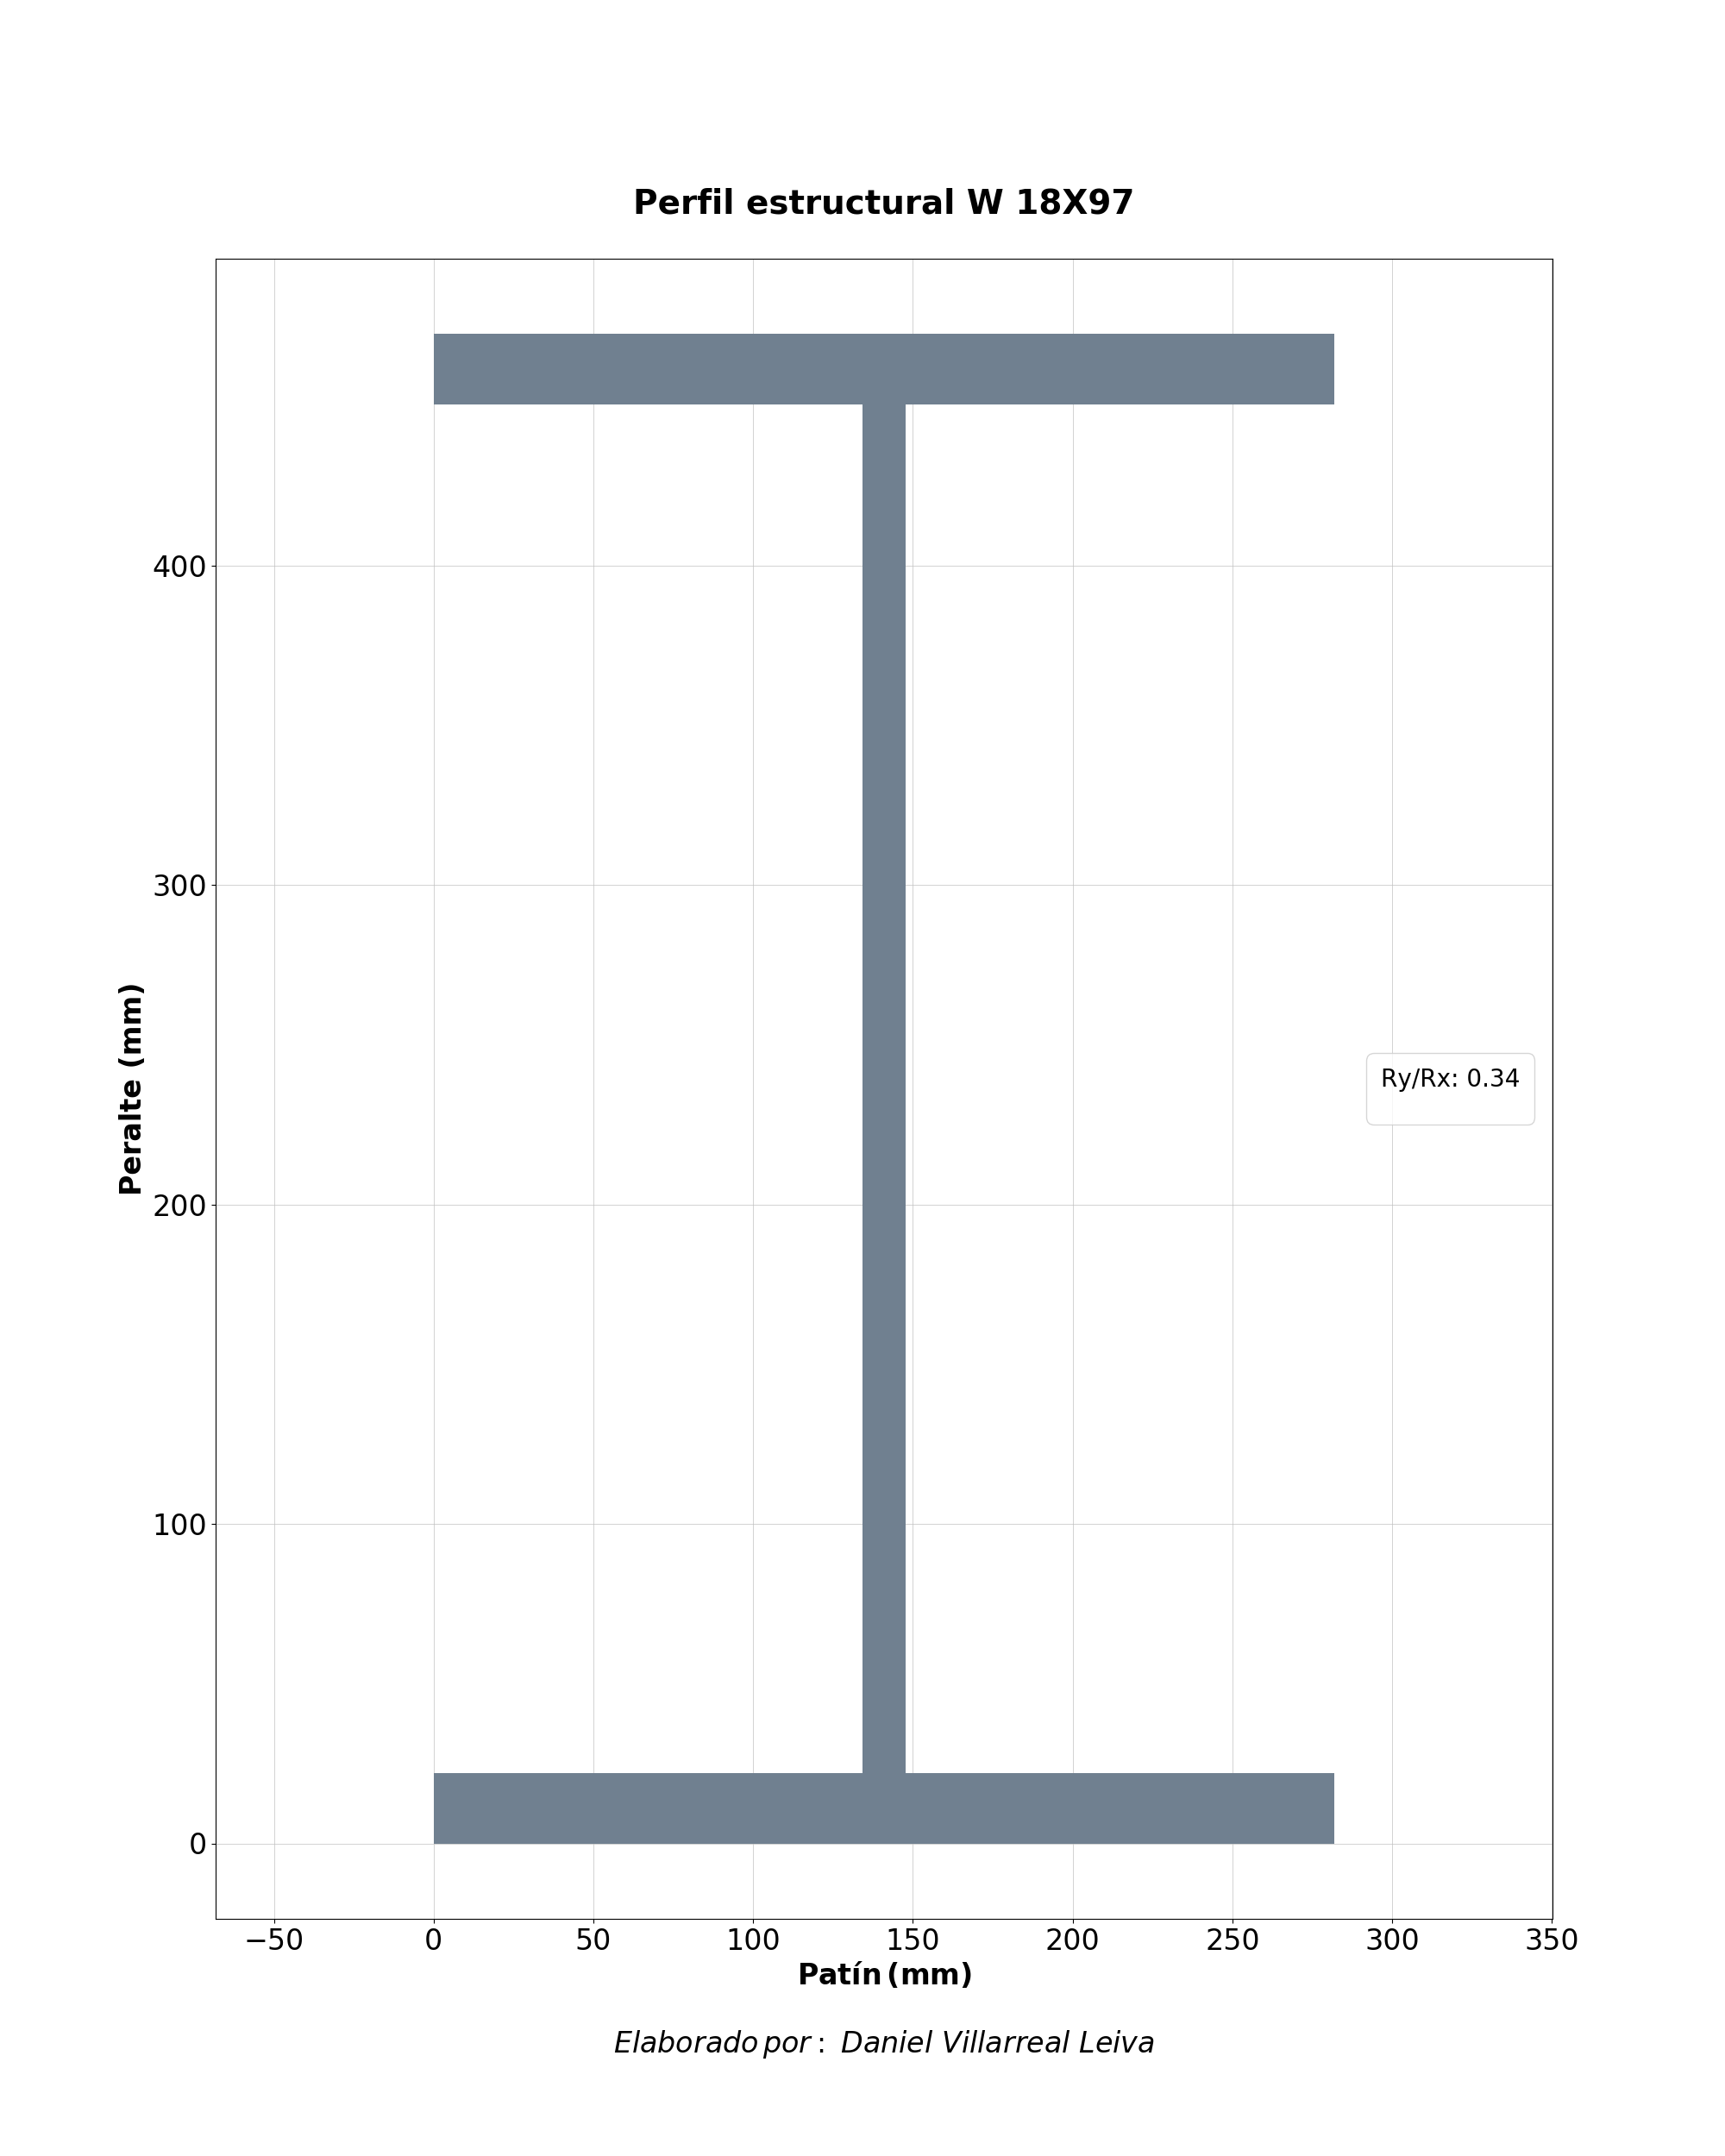 Perfil estructural W 18X97
400
300
200
100
0
Peralte (mm)
Ry/Rx: 0.34
−50 0 50 100 150 200 250 300 350
Patín (mm)
Elaborado por: Daniel Villarreal Leiva